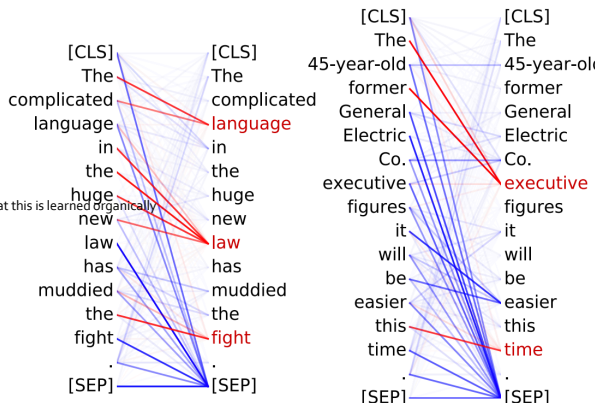 [CLS] [CLS]
The The
complicated complicated
language language
in in
the the
huge huge
at this is learned organically
new new
law law
has has
muddied muddied
the the
fight fight
. .
[SEP] [SEP]
[CLS] [CLS]
The The
45-year-old 45-year-old
former former
General General
Electric Electric
Co. Co.
executive executive
figures figures
it it
will will
be be
easier easier
this this
time time
. .
[SEP] [SEP]